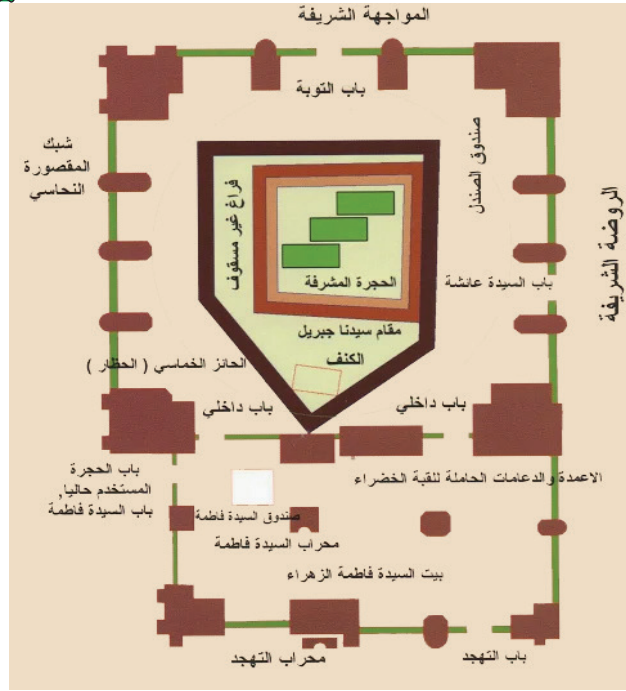 المواجهة الشريفة
باب التوبة
شبك
المقصورة
النحاسي
صندوق الصندل
الروضة الشريفة
فراغ غير مسقوف
الحجرة المشرفة
باب السيدة عائشة
مقام سيدنا جبريل
الكنف
الحائز الخماسي ( الحظار )
باب داخلي
باب داخلي
باب الحجرة
المستخدم حاليا,
باب السيدة فاطمة
الاعمدة والدعامات الحاملة للقبة الخضراء
صندوق السيدة فاطمة
محراب السيدة فاطمة
بيت السيدة فاطمة الزهراء
محراب التهجد
باب التهجد